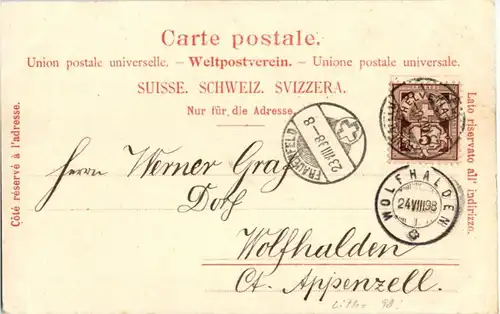 Carte postale.
Union postale universelle. – Weltpostverein. – Unione postale universale.
SUISSE. SCHWEIZ. SVIZZERA.
Nur für die Adresse.
Côté réservé à l'adresse.
Lato riservato all' indirizzo.
FRAUENFELD
23.VIII.98–8
5
WOLFHALDEN
24.VIII.98
Herrn Werner Graf
Dorf
Wolfhalden
Ct. Appenzell.